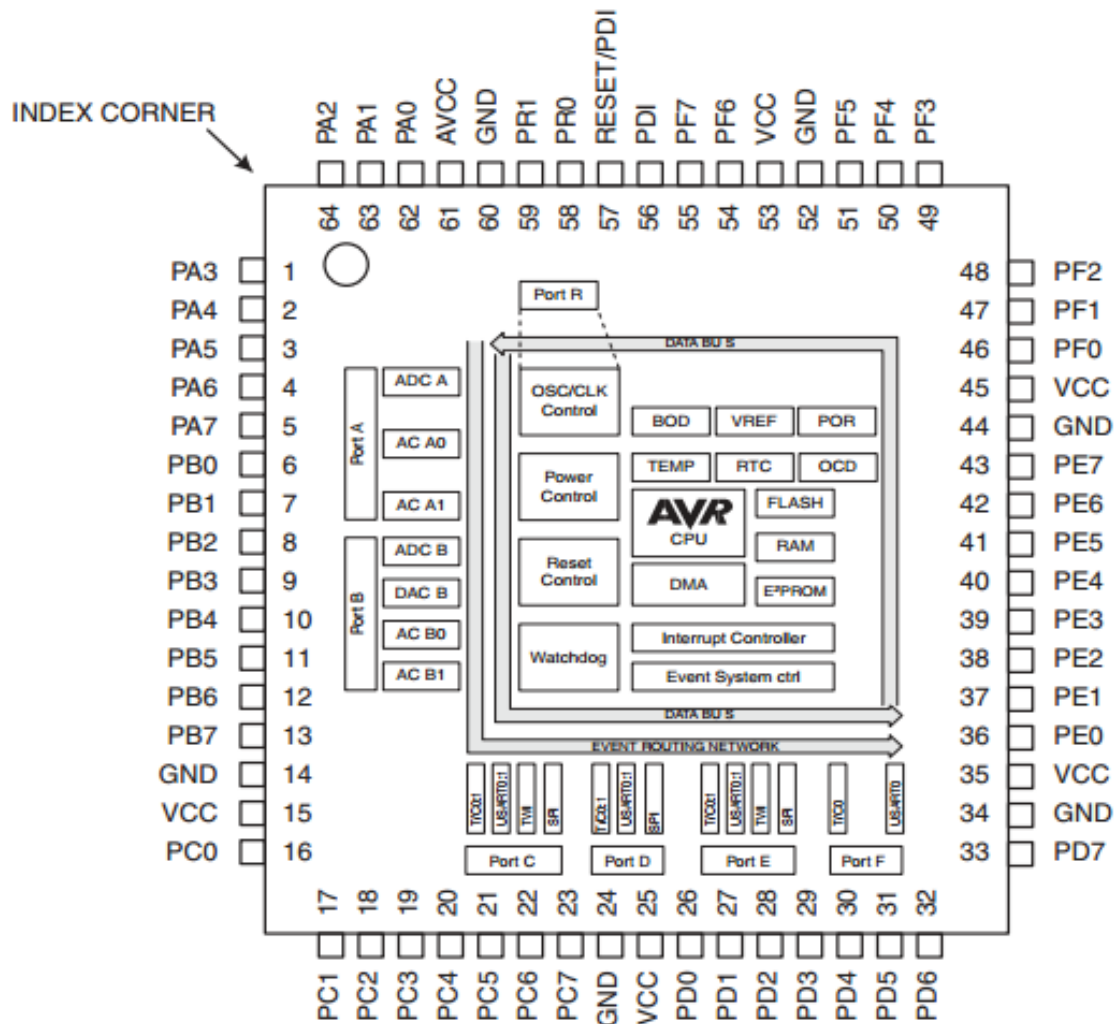 INDEX CORNER
PA2 PA1 PA0 AVCC GND PR1 PR0 RESET/PDI PDI PF7 PF6 VCC GND PF5 PF4 PF3
64 63 62 61 60 59 58 57 56 55 54 53 52 51 50 49
PA3 1
PA4 2
PA5 3
PA6 4
PA7 5
PB0 6
PB1 7
PB2 8
PB3 9
PB4 10
PB5 11
PB6 12
PB7 13
GND 14
VCC 15
PC0 16
48 PF2
47 PF1
46 PF0
45 VCC
44 GND
43 PE7
42 PE6
41 PE5
40 PE4
39 PE3
38 PE2
37 PE1
36 PE0
35 VCC
34 GND
33 PD7
Port R
DATA BUS
Port A
ADC A
AC A0
AC A1
Port B
ADC B
DAC B
AC B0
AC B1
OSC/CLK
Control
Power
Control
Reset
Control
Watchdog
BOD VREF POR
TEMP RTC OCD
AVR
CPU
FLASH
RAM
DMA
E²PROM
Interrupt Controller
Event System ctrl
DATA BUS
EVENT ROUTING NETWORK
T/C0:1 USART0:1 TWI SPI
T/C0:1 USART0:1 SPI
T/C0:1 USART0:1 TWI SPI
T/C0 USART0
Port C Port D Port E Port F
17 18 19 20 21 22 23 24 25 26 27 28 29 30 31 32
PC1 PC2 PC3 PC4 PC5 PC6 PC7 GND VCC PD0 PD1 PD2 PD3 PD4 PD5 PD6